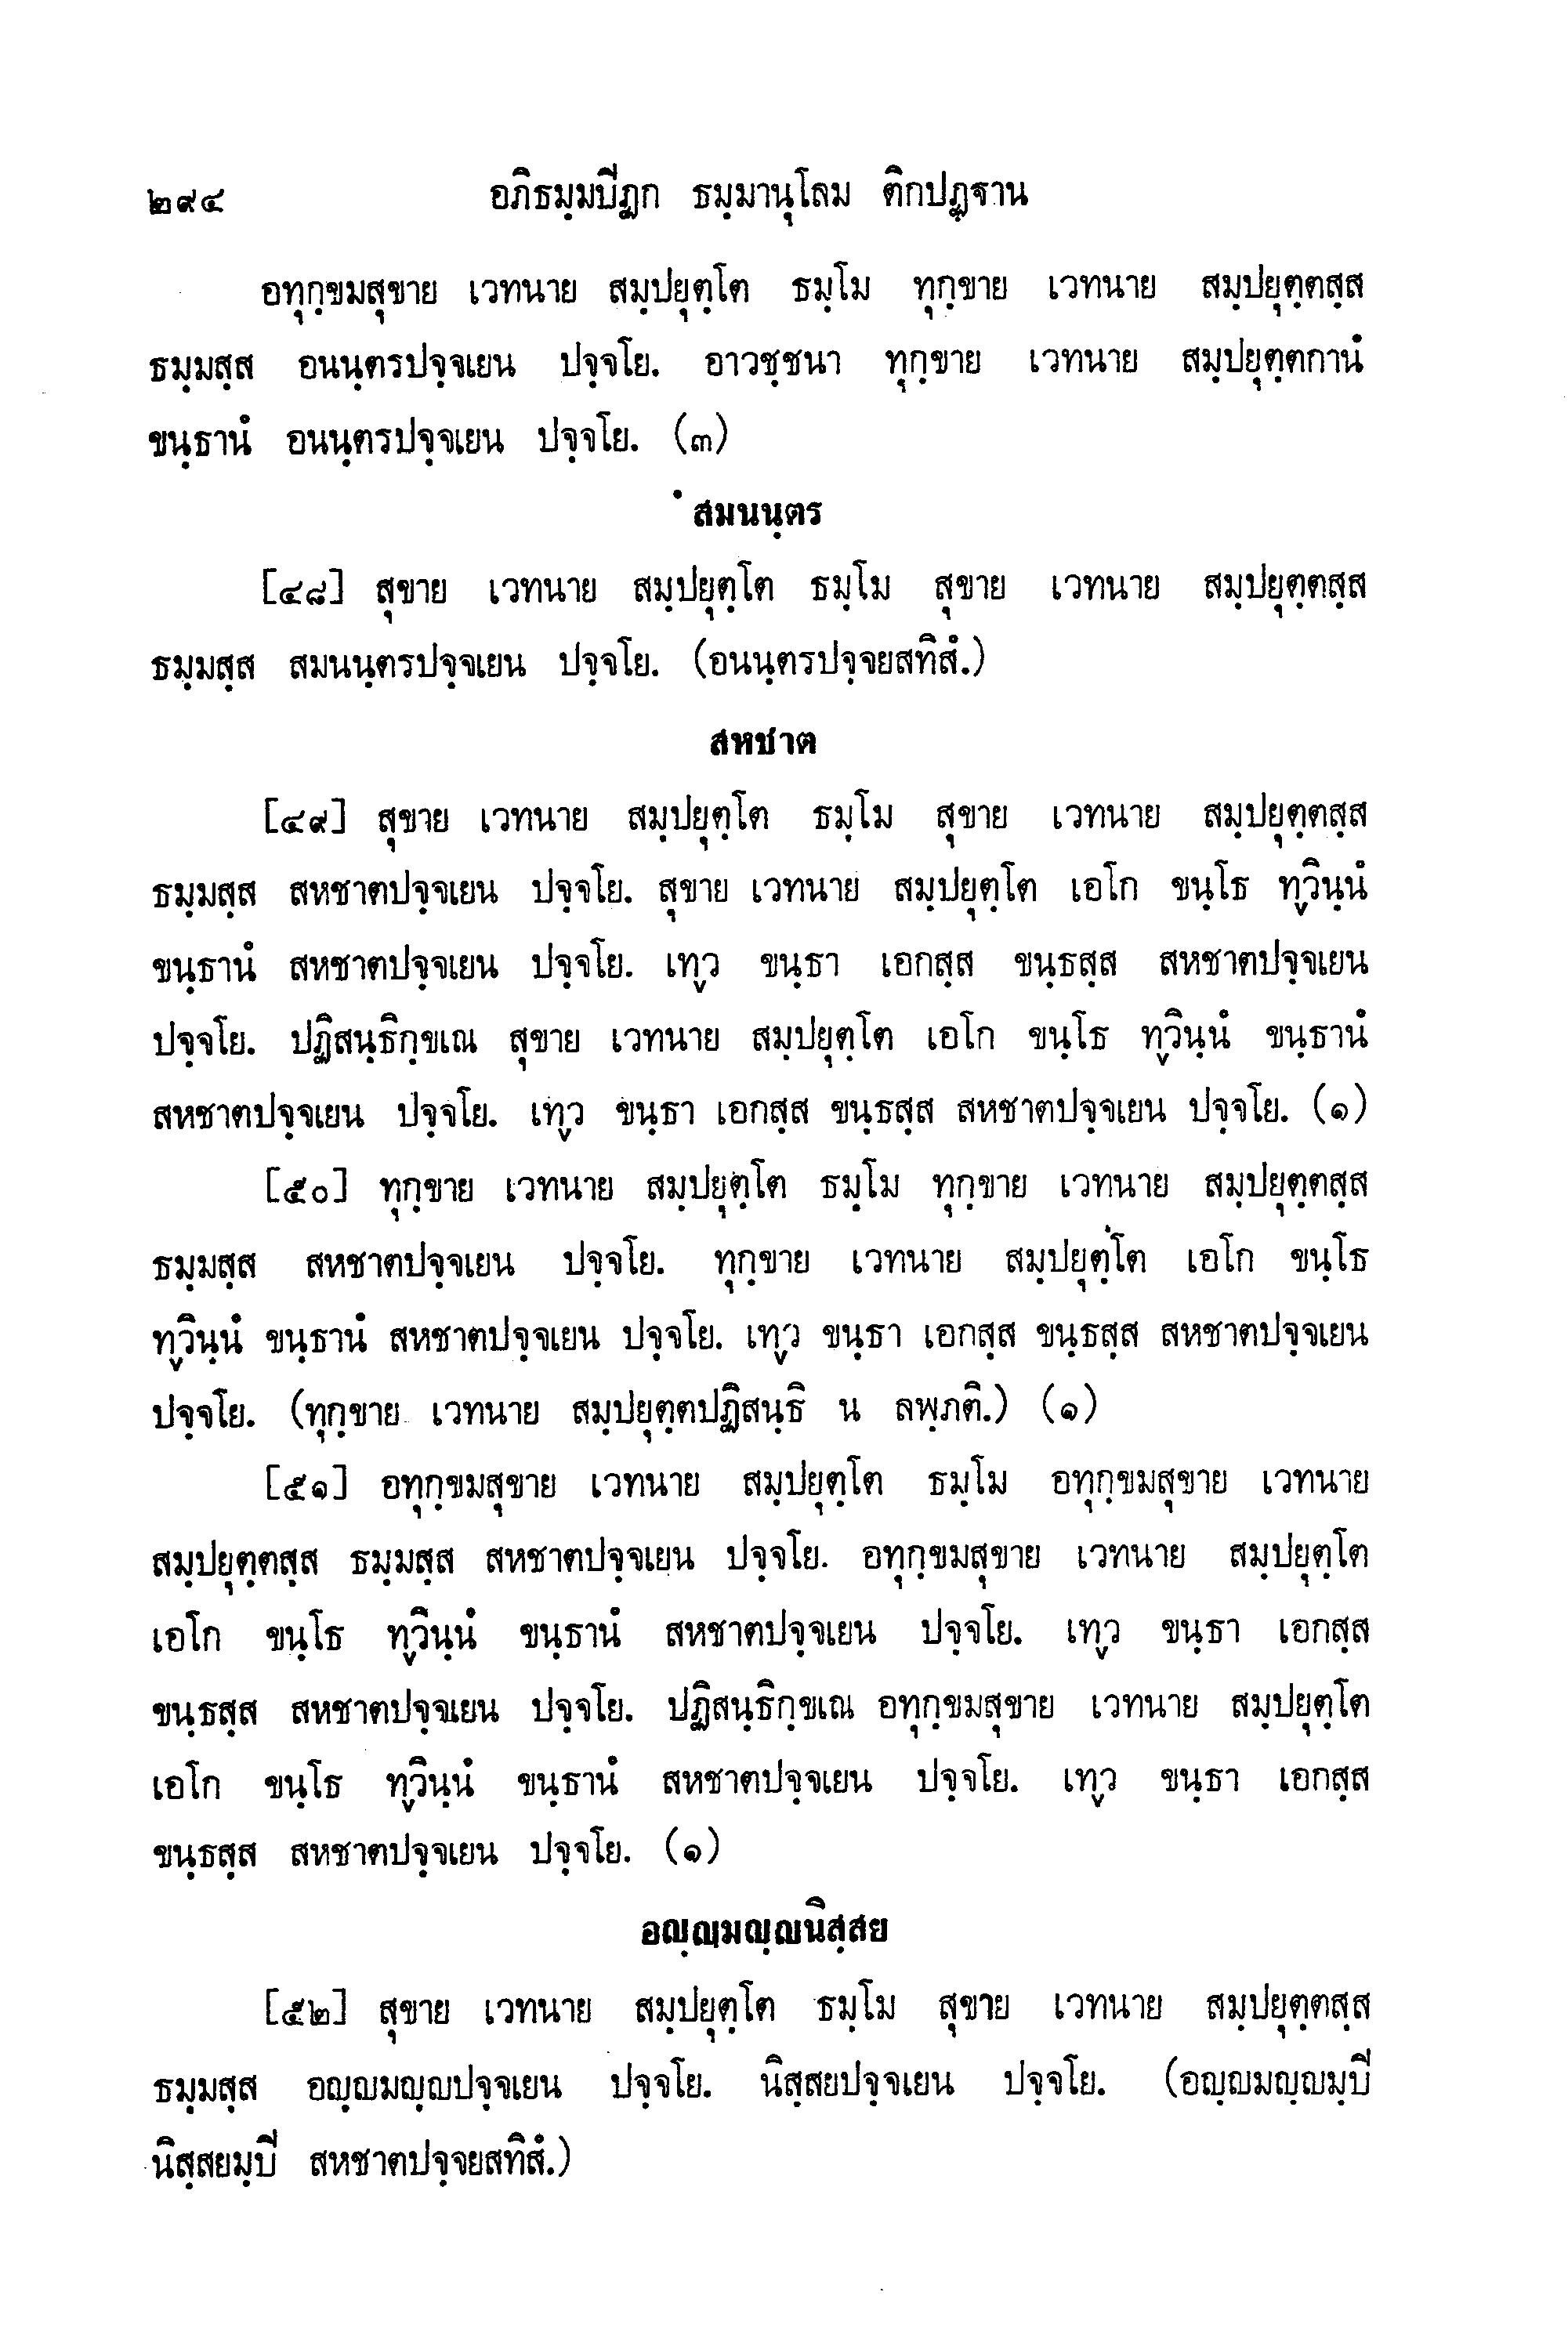 ๒๙๔ อภิธมฺมปีฏก ธมฺมานุโลม ติกปฏฺฐาน
อทุกฺขมสุขาย เวทนาย สมฺปยุตฺโต ธมฺโม ทุกฺขาย เวทนาย สมฺปยุตฺตสฺส
ธมฺมสฺส อนนฺตรปจฺจเยน ปจฺจโย. อาวชฺชนา ทุกฺขาย เวทนาย สมฺปยุตฺตกานํ
ขนฺธานํ อนนฺตรปจฺจเยน ปจฺจโย. (๓)
สมนนฺตร
[๔๘] สุขาย เวทนาย สมฺปยุตฺโต ธมฺโม สุขาย เวทนาย สมฺปยุตฺตสฺส
ธมฺมสฺส สมนนฺตรปจฺจเยน ปจฺจโย. (อนนฺตรปจฺจยสทิสํ.)
สหชาต
[๔๙] สุขาย เวทนาย สมฺปยุตฺโต ธมฺโม สุขาย เวทนาย สมฺปยุตฺตสฺส
ธมฺมสฺส สหชาตปจฺจเยน ปจฺจโย. สุขาย เวทนาย สมฺปยุตฺโต เอโก ขนฺโธ ทฺวินฺนํ
ขนฺธานํ สหชาตปจฺจเยน ปจฺจโย. เทฺว ขนฺธา เอกสฺส ขนฺธสฺส สหชาตปจฺจเยน
ปจฺจโย. ปฏิสนฺธิกฺขเณ สุขาย เวทนาย สมฺปยุตฺโต เอโก ขนฺโธ ทฺวินฺนํ ขนฺธานํ
สหชาตปจฺจเยน ปจฺจโย. เทฺว ขนฺธา เอกสฺส ขนฺธสฺส สหชาตปจฺจเยน ปจฺจโย. (๑)
[๕๐] ทุกฺขาย เวทนาย สมฺปยุตฺโต ธมฺโม ทุกฺขาย เวทนาย สมฺปยุตฺตสฺส
ธมฺมสฺส สหชาตปจฺจเยน ปจฺจโย. ทุกฺขาย เวทนาย สมฺปยุตฺโต เอโก ขนฺโธ
ทฺวินฺนํ ขนฺธานํ สหชาตปจฺจเยน ปจฺจโย. เทฺว ขนฺธา เอกสฺส ขนฺธสฺส สหชาตปจฺจเยน
ปจฺจโย. (ทุกฺขาย เวทนาย สมฺปยุตฺตปฏิสนฺธิ น ลพฺภติ.) (๑)
[๕๑] อทุกฺขมสุขาย เวทนาย สมฺปยุตฺโต ธมฺโม อทุกฺขมสุขาย เวทนาย
สมฺปยุตฺตสฺส ธมฺมสฺส สหชาตปจฺจเยน ปจฺจโย. อทุกฺขมสุขาย เวทนาย สมฺปยุตฺโต
เอโก ขนฺโธ ทฺวินฺนํ ขนฺธานํ สหชาตปจฺจเยน ปจฺจโย. เทฺว ขนฺธา เอกสฺส
ขนฺธสฺส สหชาตปจฺจเยน ปจฺจโย. ปฏิสนฺธิกฺขเณ อทุกฺขมสุขาย เวทนาย สมฺปยุตฺโต
เอโก ขนฺโธ ทฺวินฺนํ ขนฺธานํ สหชาตปจฺจเยน ปจฺจโย. เทฺว ขนฺธา เอกสฺส
ขนฺธสฺส สหชาตปจฺจเยน ปจฺจโย. (๑)
อญฺญมญฺญนิสฺสย
[๕๒] สุขาย เวทนาย สมฺปยุตฺโต ธมฺโม สุขาย เวทนาย สมฺปยุตฺตสฺส
ธมฺมสฺส อญฺญมญฺญปจฺจเยน ปจฺจโย. นิสฺสยปจฺจเยน ปจฺจโย. (อญฺญมญฺญมฺปี
นิสฺสยมฺปี สหชาตปจฺจยสทิสํ.)